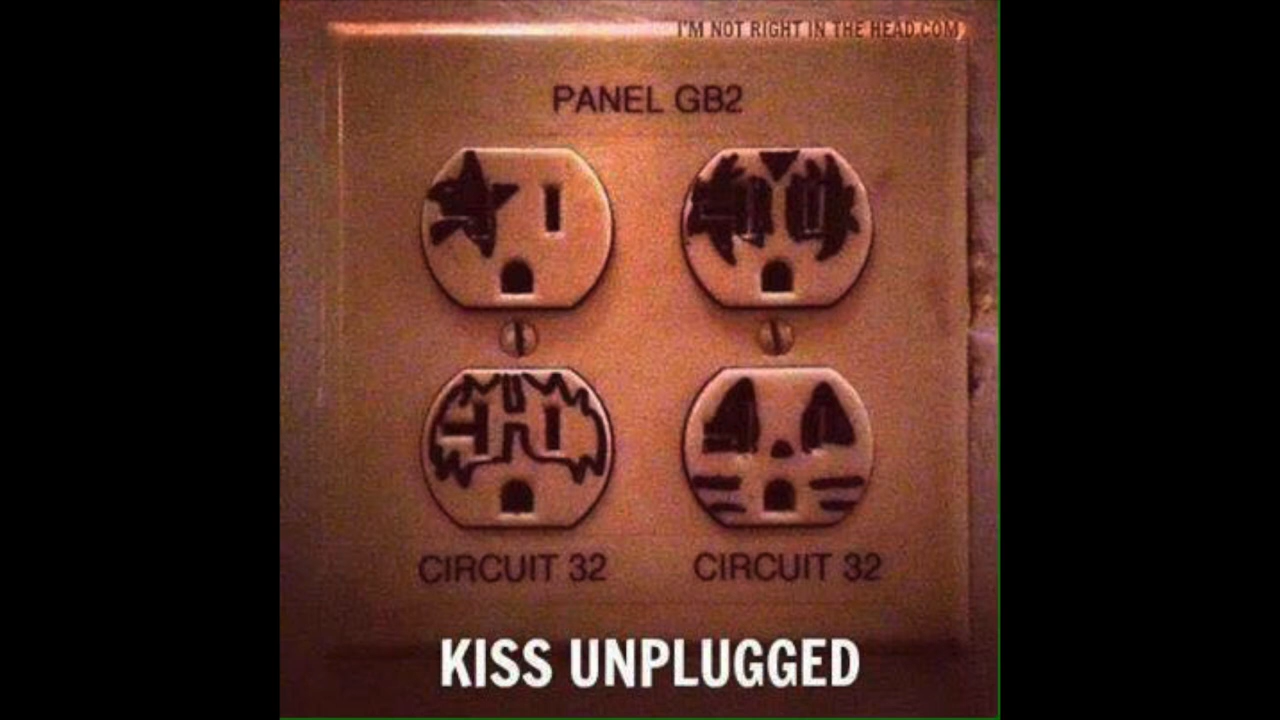 I'M NOT RIGHT IN THE HEAD.COM
PANEL GB2
CIRCUIT 32 CIRCUIT 32
KISS UNPLUGGED